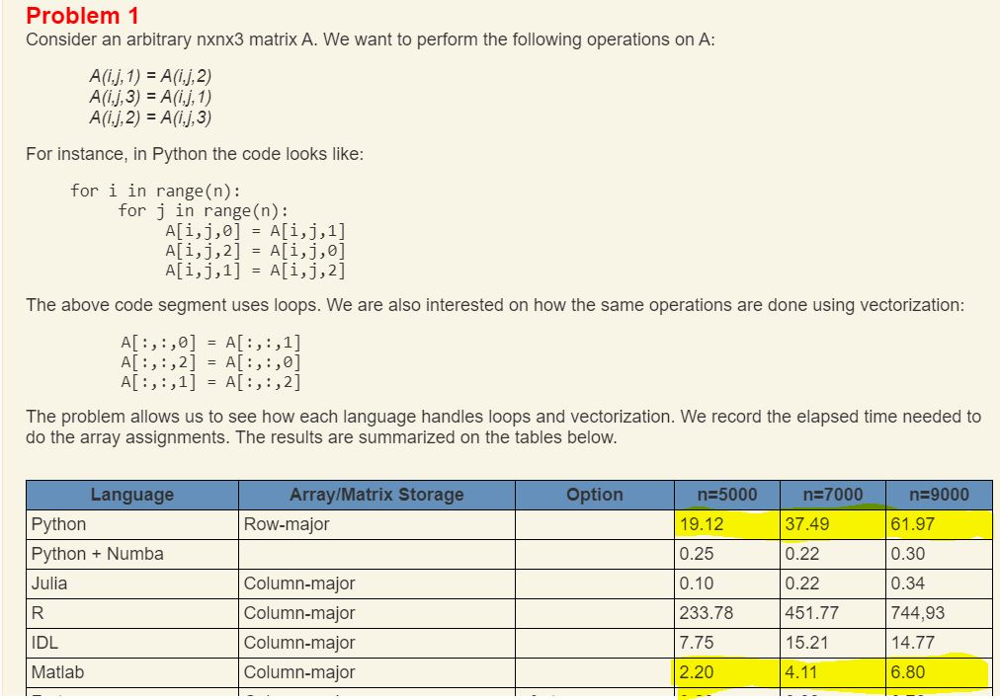 Problem 1
Consider an arbitrary nxnx3 matrix A. We want to perform the following operations on A:
A(i,j,1) = A(i,j,2)
A(i,j,3) = A(i,j,1)
A(i,j,2) = A(i,j,3)
For instance, in Python the code looks like:
for i in range(n):
for j in range(n):
A[i,j,0] = A[i,j,1]
A[i,j,2] = A[i,j,0]
A[i,j,1] = A[i,j,2]
The above code segment uses loops. We are also interested on how the same operations are done using vectorization:
A[:,:,0] = A[:,:,1]
A[:,:,2] = A[:,:,0]
A[:,:,1] = A[:,:,2]
The problem allows us to see how each language handles loops and vectorization. We record the elapsed time needed to
do the array assignments. The results are summarized on the tables below.
Language Array/Matrix Storage Option n=5000 n=7000 n=9000
Python Row-major 19.12 37.49 61.97
Python + Numba 0.25 0.22 0.30
Julia Column-major 0.10 0.22 0.34
R Column-major 233.78 451.77 744,93
IDL Column-major 7.75 15.21 14.77
Matlab Column-major 2.20 4.11 6.80